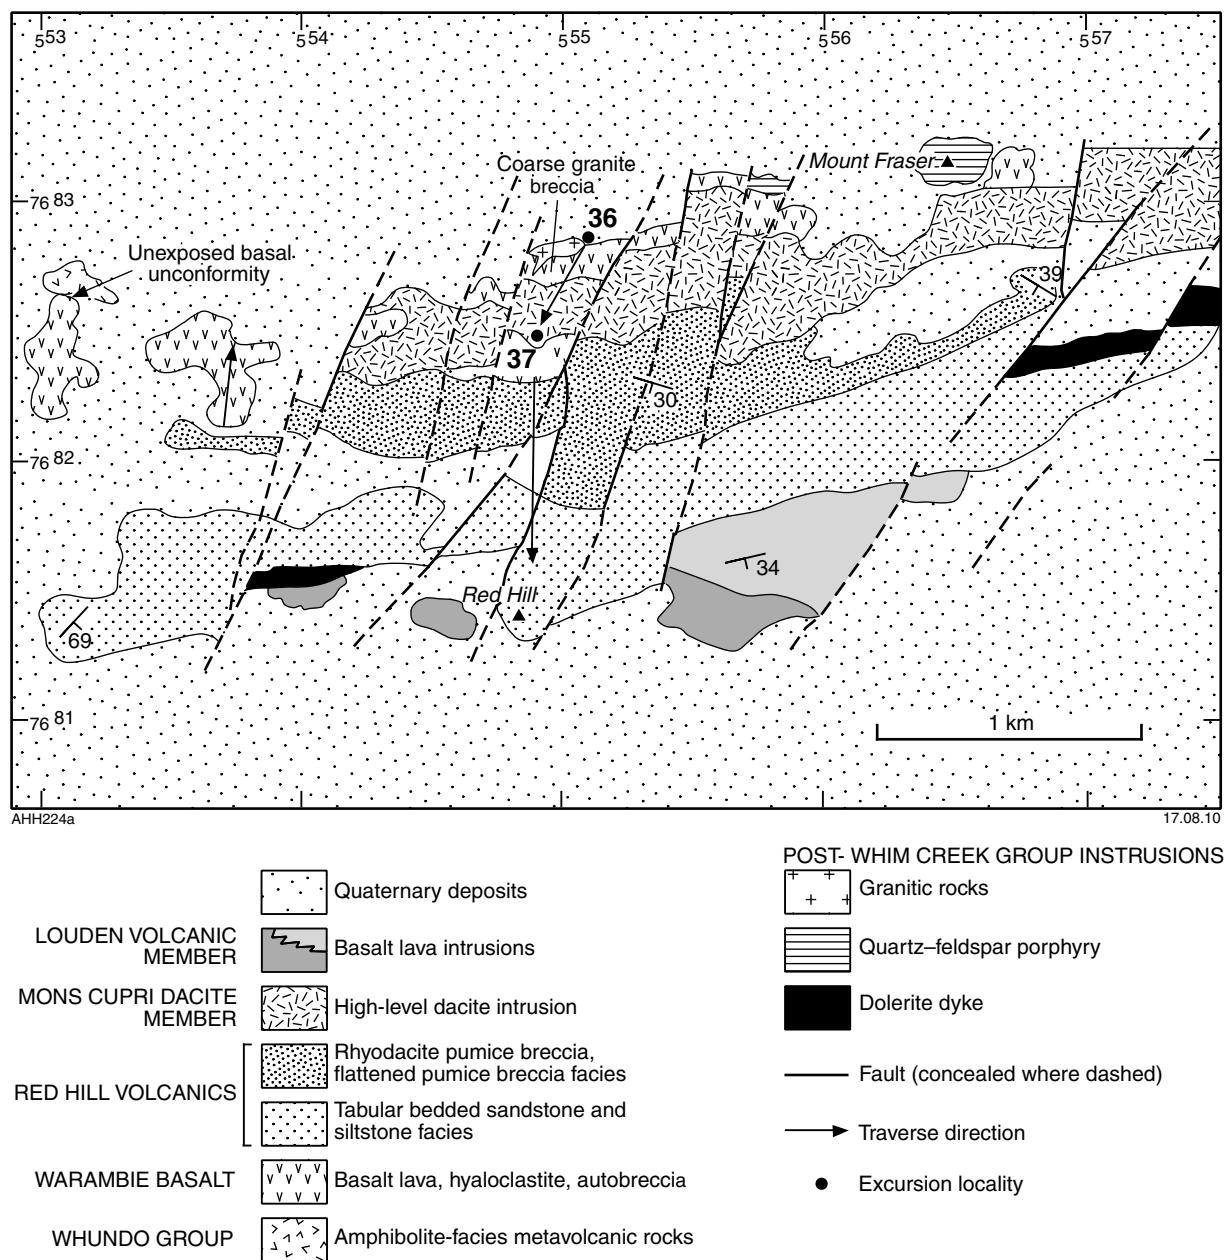 553 554 555 556 557
Coarse granite
breccia
Mount Fraser
36
7683
Unexposed basal
unconformity
39
37
30
7682
34
Red Hill
69
7681
1 km
AHH224a
17.08.10
POST- WHIM CREEK GROUP INSTRUSIONS
Quaternary deposits
Granitic rocks
LOUDEN VOLCANIC
MEMBER
Basalt lava intrusions
Quartz–feldspar porphyry
MONS CUPRI DACITE
MEMBER
High-level dacite intrusion
Dolerite dyke
RED HILL VOLCANICS
Rhyodacite pumice breccia,
flattened pumice breccia facies
Fault (concealed where dashed)
Tabular bedded sandstone and
siltstone facies
Traverse direction
WARAMBIE BASALT
Basalt lava, hyaloclastite, autobreccia
Excursion locality
WHUNDO GROUP
Amphibolite-facies metavolcanic rocks